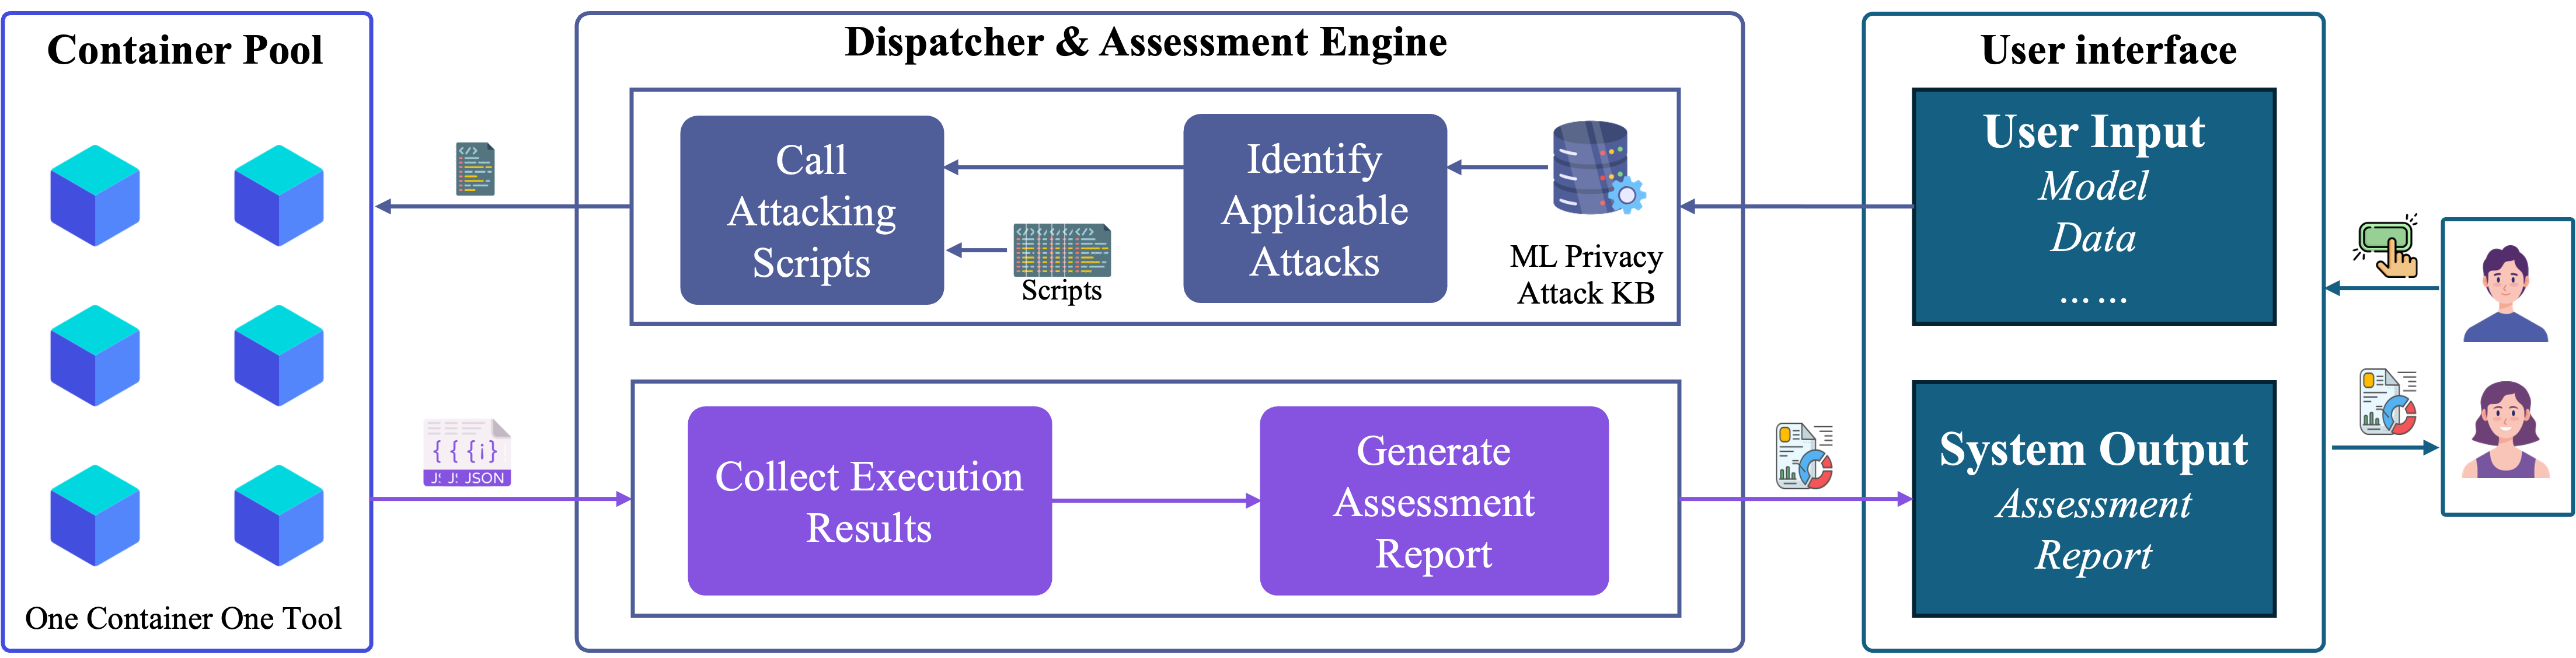 Container Pool
One Container One Tool
</>
J: J: JSON
{ { {i}
Dispatcher & Assessment Engine
Call
Attacking
Scripts
Scripts
Identify
Applicable
Attacks
ML Privacy
Attack KB
Collect Execution
Results
Generate
Assessment
Report
User interface
User Input
Model
Data
... ...
System Output
Assessment
Report